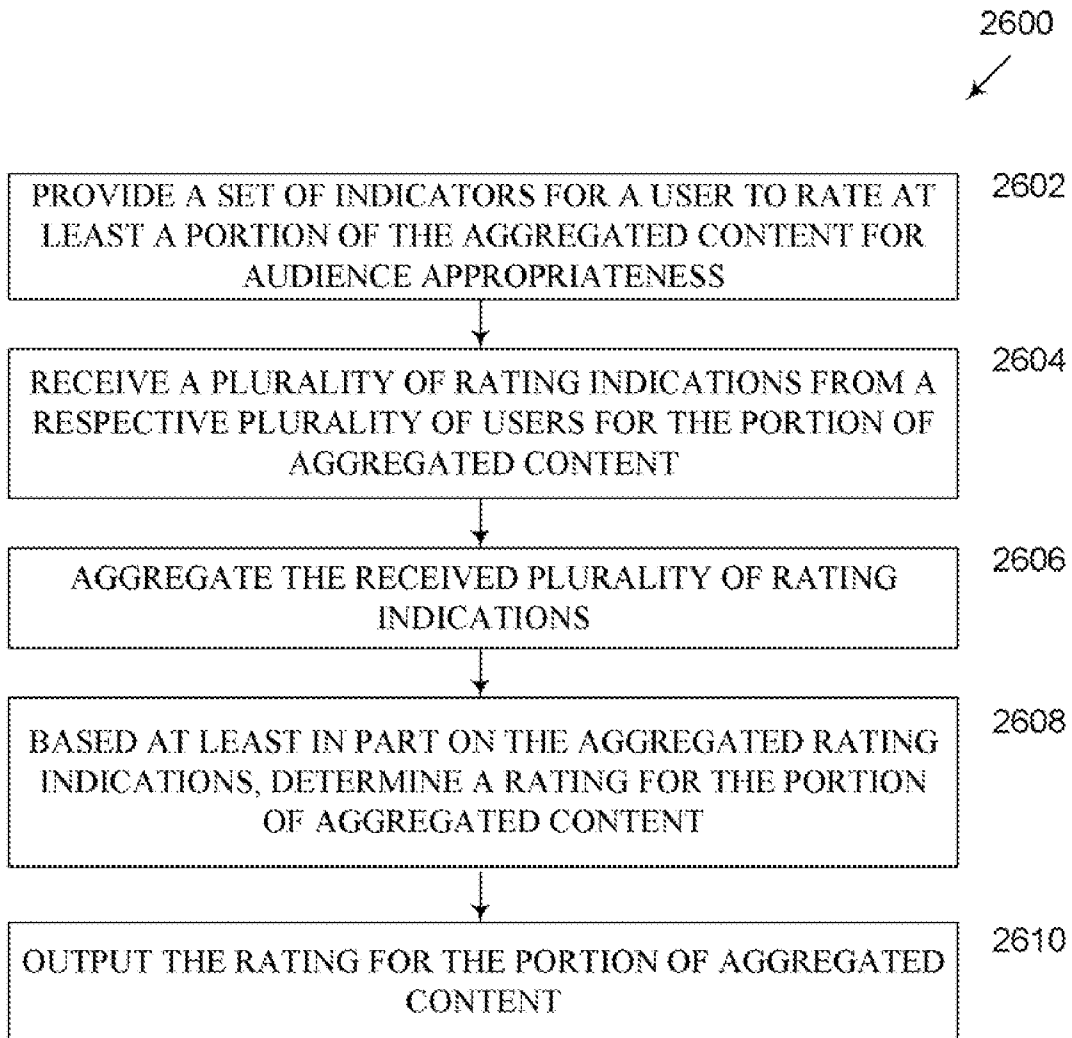 2600
PROVIDE A SET OF INDICATORS FOR A USER TO RATE AT
LEAST A PORTION OF THE AGGREGATED CONTENT FOR
AUDIENCE APPROPRIATENESS
2602
RECEIVE A PLURALITY OF RATING INDICATIONS FROM A
RESPECTIVE PLURALITY OF USERS FOR THE PORTION OF
AGGREGATED CONTENT
2604
AGGREGATE THE RECEIVED PLURALITY OF RATING
INDICATIONS
2606
BASED AT LEAST IN PART ON THE AGGREGATED RATING
INDICATIONS, DETERMINE A RATING FOR THE PORTION
OF AGGREGATED CONTENT
2608
OUTPUT THE RATING FOR THE PORTION OF AGGREGATED
CONTENT
2610